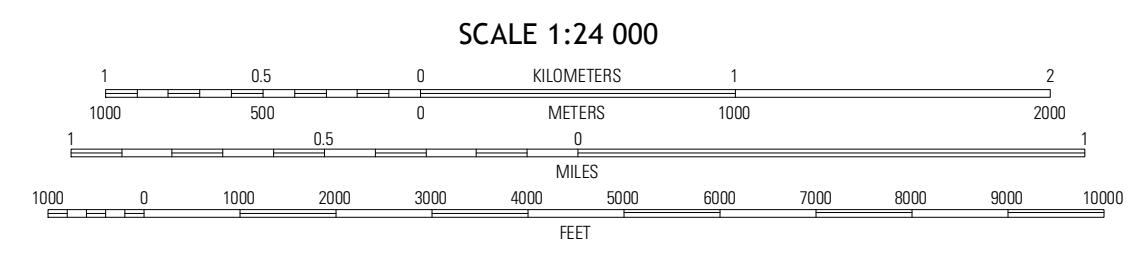 SCALE 1:24 000
1 0.5 0 KILOMETERS 1 2
1000 500 0 METERS 1000 2000
1 0.5 0 1
MILES
1000 0 1000 2000 3000 4000 5000 6000 7000 8000 9000 10000
FEET